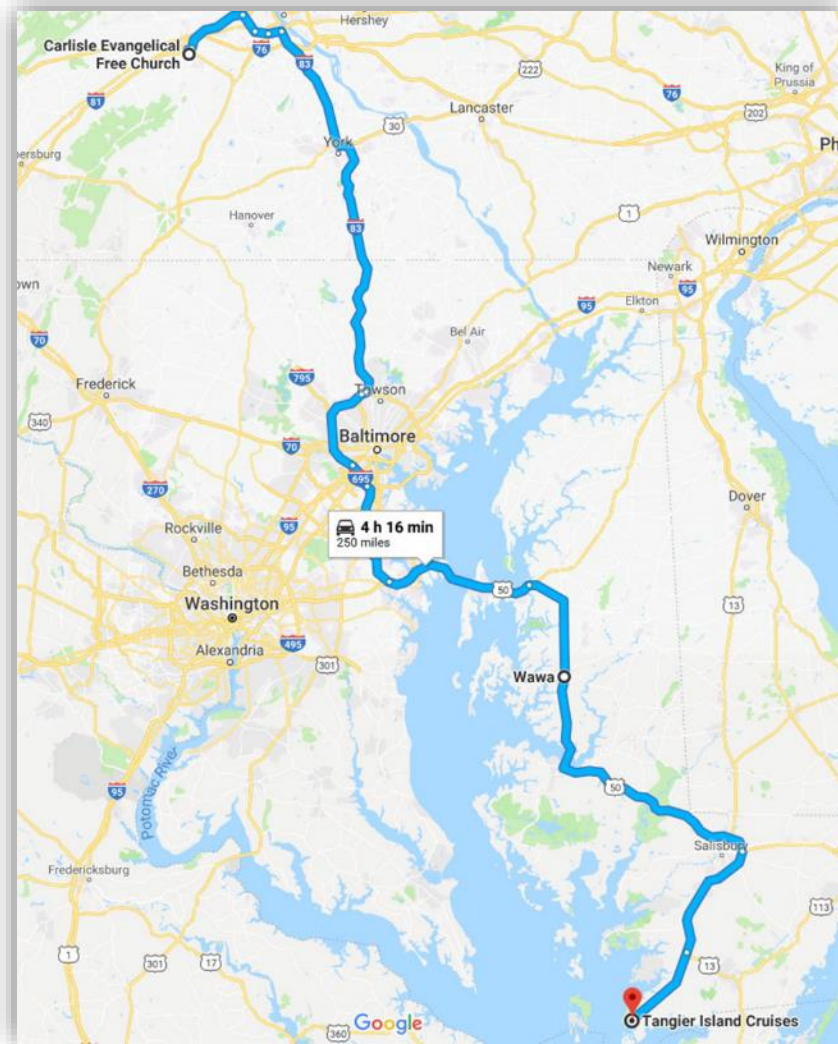 Hershey
Carlisle Evangelical
Free Church
76
83
King of
Prussia
222
81
Lancaster
76
202
30
York
ersburg
Ph
Hanover
1
83
Wilmington
Newark
95
Elkton
own
95
Bel Air
70
795
Towson
Frederick
340
Baltimore
70
695
270
Dover
95
4 h 16 min
250 miles
Rockville
Bethesda
50
Washington
13
495
Alexandria
301
Wawa
Potomac River
95
50
Salisbury
Fredericksburg
113
1
301
17
13
360
Google
Tangier Island Cruises